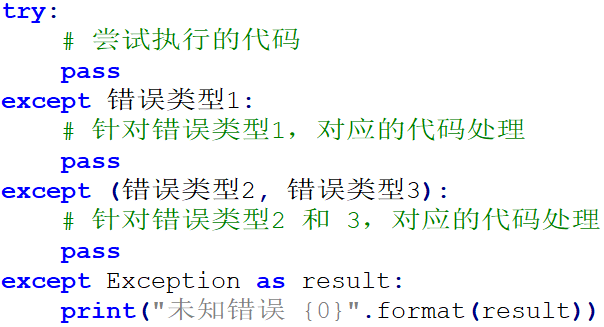 try:
    # 尝试执行的代码
    pass
except 错误类型1:
    # 针对错误类型1，对应的代码处理
    pass
except (错误类型2, 错误类型3):
    # 针对错误类型2 和 3，对应的代码处理
    pass
except Exception as result:
    print("未知错误 {0}".format(result))